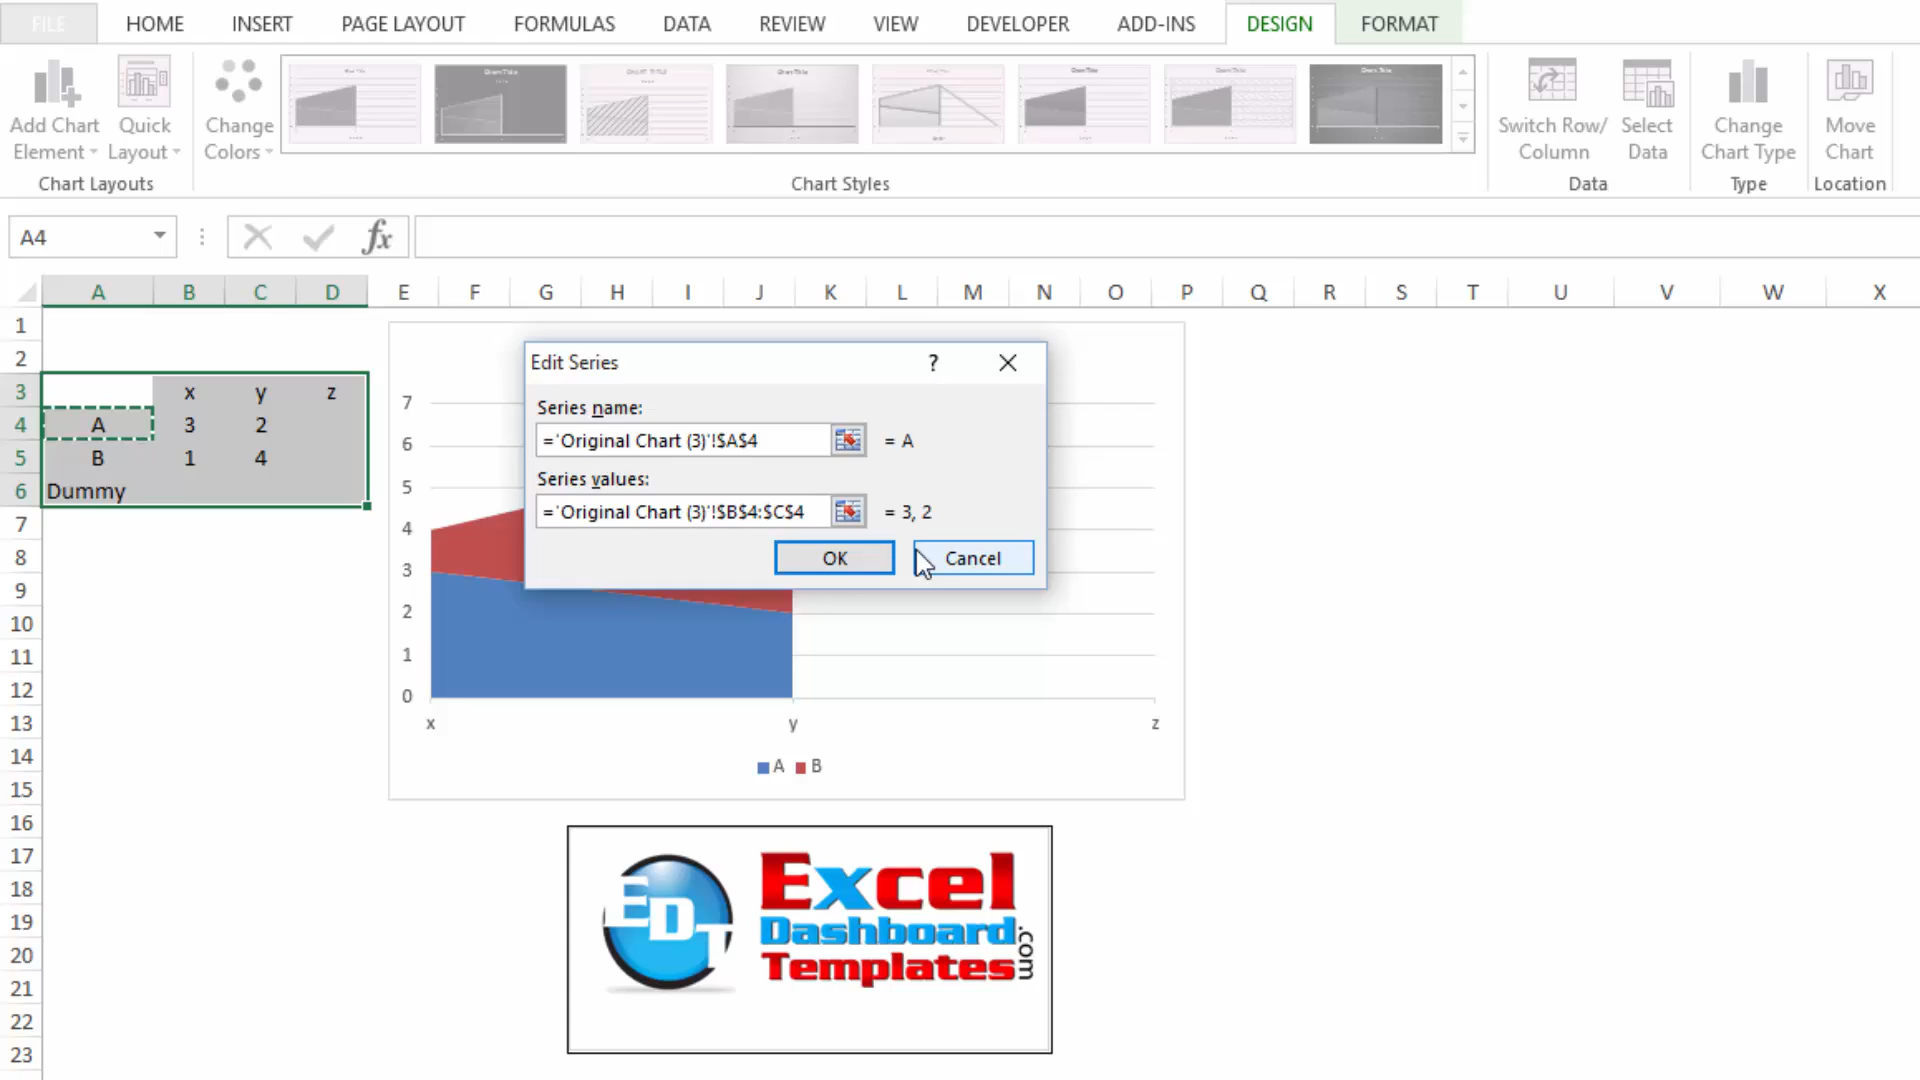 FILE HOME INSERT PAGE LAYOUT FORMULAS DATA REVIEW VIEW DEVELOPER ADD-INS DESIGN FORMAT
Add Chart Quick Change Switch Row/ Select Change Move
Element Layout Colors Column Data Chart Type Chart
Chart Layouts Chart Styles Data Type Location
A4 fx
A B C D E F G H I J K L M N O P Q R S T U V W X
1
2
3 x y z
4 A 3 2
5 B 1 4
6 Dummy
7
8
9
10
11
12
13
14
15
16
17
18
19
20
21
22
23
Edit Series ?
Series name:
='Original Chart (3)'!$A$4 = A
Series values:
='Original Chart (3)'!$B$4:$C$4 = 3, 2
OK Cancel
7
6
5
4
3
2
1
0
x y z
A B
EDT
Excel
Dashboard
Templates
.com